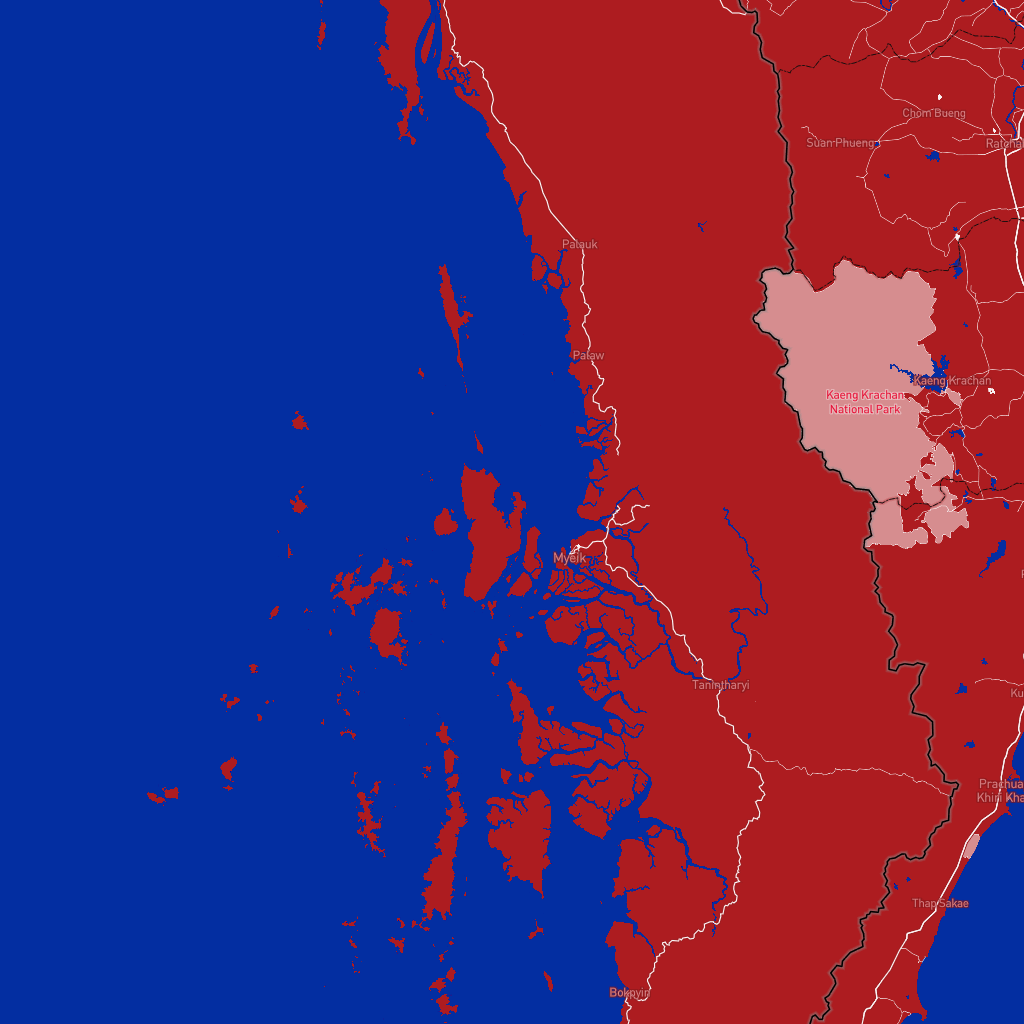 Chom Bueng
Suan Phueng
Ratcha
Palauk
Palaw
Kaeng Krachan
Kaeng Krachan
National Park
Myeik
Tanintharyi
Ku
Prachua
Khiri Kha
Thap Sakae
Bokpyin